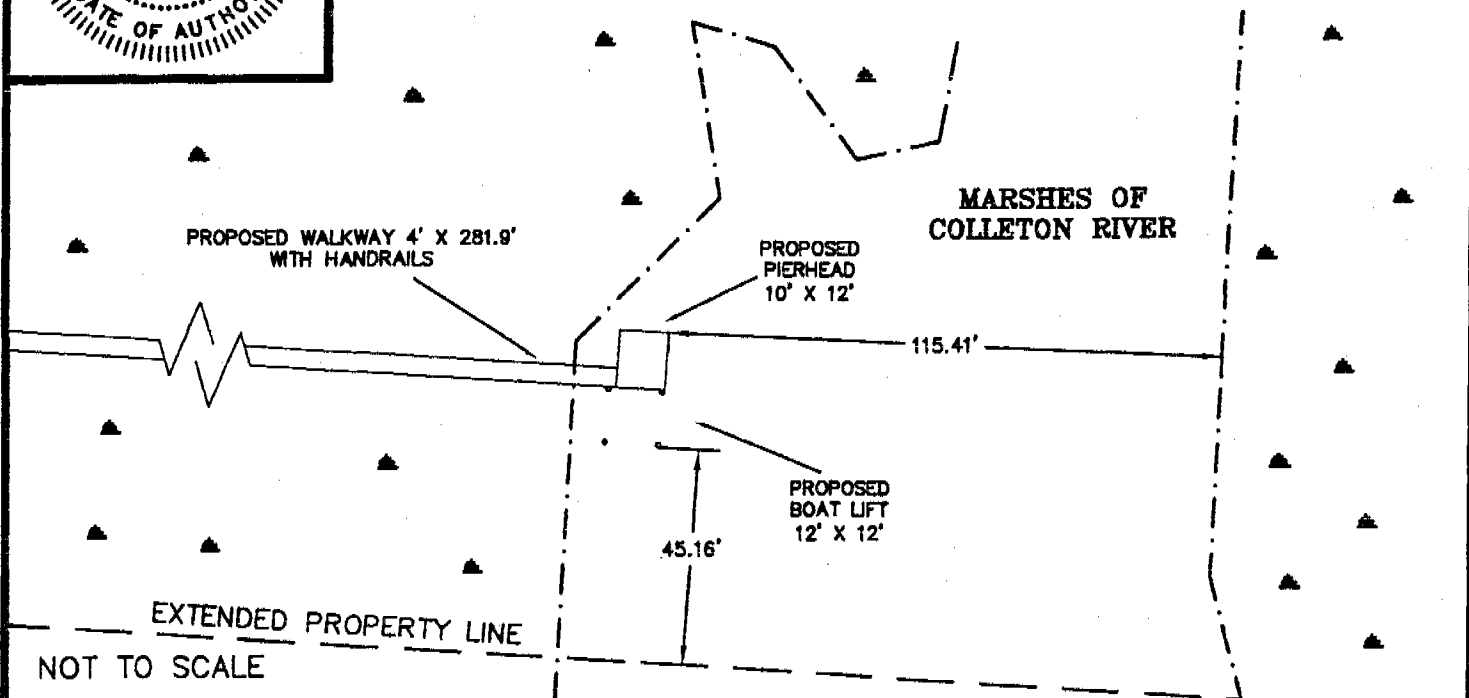 ATE OF AUTHO
MARSHES OF
COLLETON RIVER
PROPOSED WALKWAY 4' X 281.9'
WITH HANDRAILS
PROPOSED
PIERHEAD
10' X 12'
115.41'
PROPOSED
BOAT LIFT
12' X 12'
45.16'
EXTENDED PROPERTY LINE
NOT TO SCALE